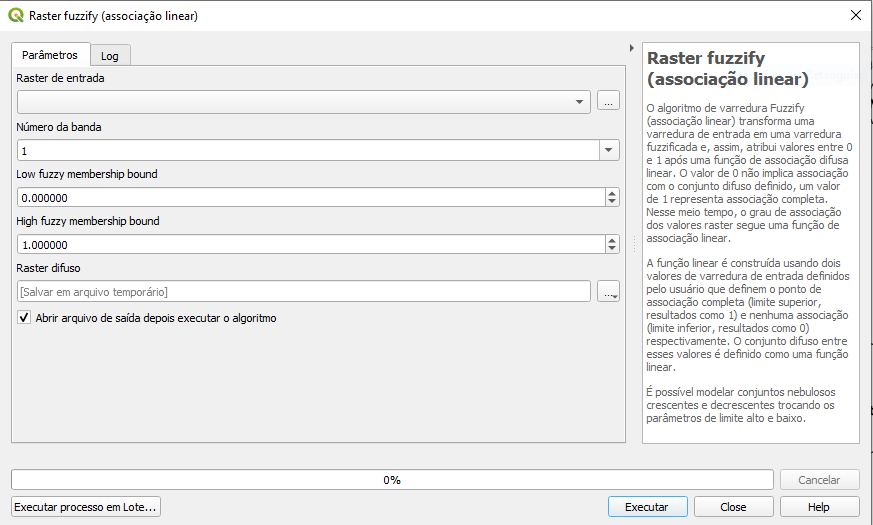 Raster fuzzify (associação linear)
Parâmetros
Log
Raster de entrada
...
Número da banda
1
Low fuzzy membership bound
0.000000
High fuzzy membership bound
1.000000
Raster difuso
[Salvar em arquivo temporário]
...
Abrir arquivo de saída depois executar o algoritmo
Raster fuzzify
(associação linear)
O algoritmo de varredura Fuzzify
(associação linear) transforma uma
varredura de entrada em uma varredura
fuzzificada e, assim, atribui valores entre 0
e 1 após uma função de associação difusa
linear. O valor de 0 não implica associação
com o conjunto difuso definido, um valor
de 1 representa associação completa.
Nesse meio tempo, o grau de associação
dos valores raster segue uma função de
associação linear.
A função linear é construída usando dois
valores de varredura de entrada definidos
pelo usuário que definem o ponto de
associação completa (limite superior,
resultados como 1) e nenhuma associação
(limite inferior, resultados como 0)
respectivamente. O conjunto difuso entre
esses valores é definido como uma função
linear.
É possível modelar conjuntos nebulosos
crescentes e decrescentes trocando os
parâmetros de limite alto e baixo.
0%
Cancelar
Executar processo em Lote...
Executar
Close
Help